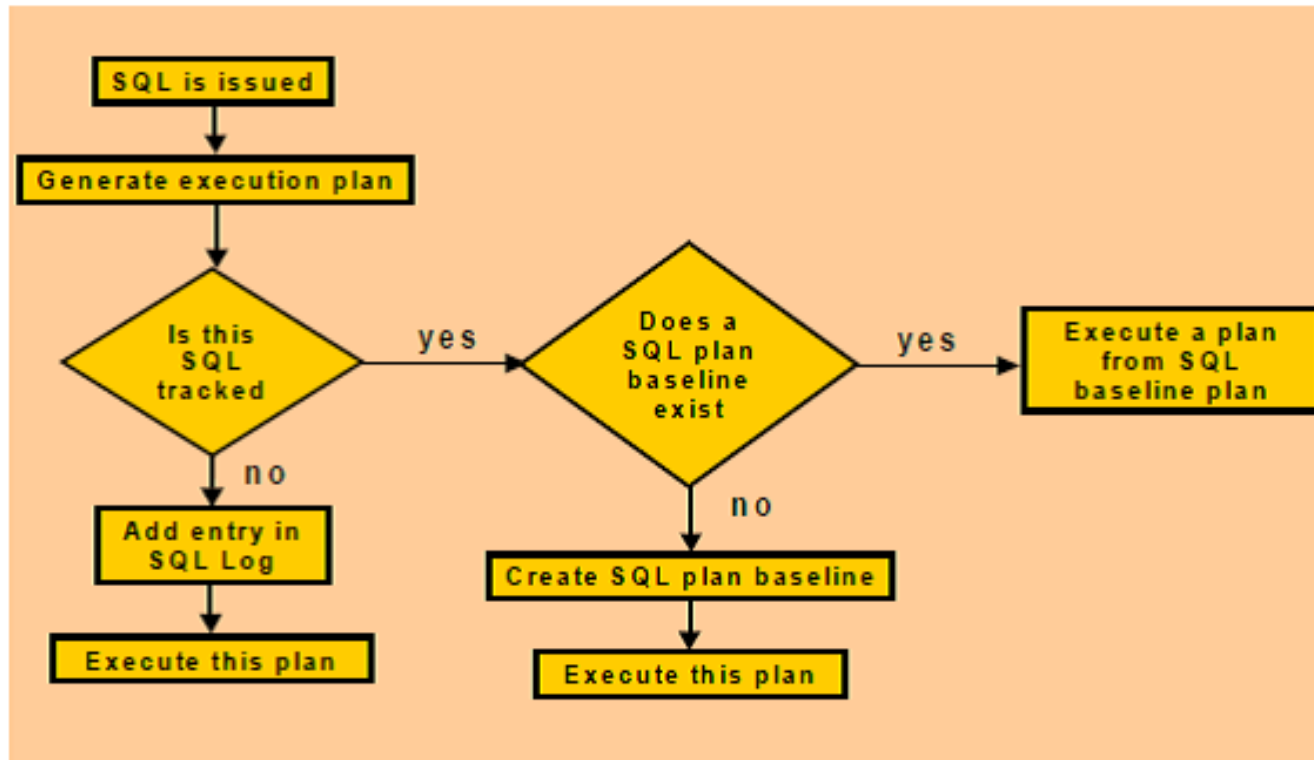 SQL is issued
Generate execution plan
Is this
SQL
tracked
yes
no
Add entry in
SQL Log
Execute this plan
Does a
SQL plan
baseline
exist
yes
no
Create SQL plan baseline
Execute this plan
Execute a plan
from SQL
baseline plan